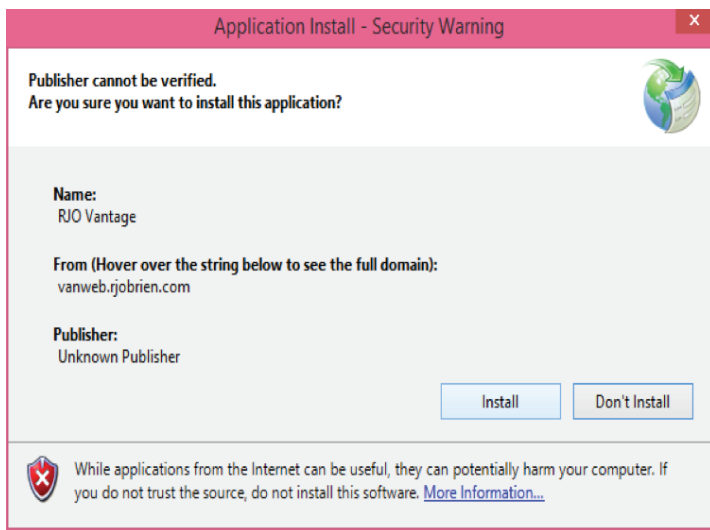 Application Install - Security Warning
x
Publisher cannot be verified.
Are you sure you want to install this application?
Name:
RJO Vantage
From (Hover over the string below to see the full domain):
vanweb.rjobrien.com
Publisher:
Unknown Publisher
Install
Don't Install
While applications from the Internet can be useful, they can potentially harm your computer. If
you do not trust the source, do not install this software. More Information...